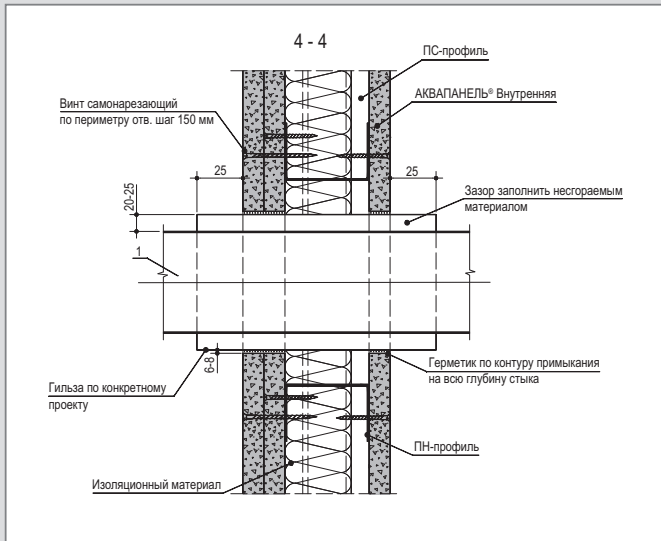 4 - 4
ПС-профиль
АКВАПАНЕЛЬ® Внутренняя
Винт самонарезающий
по периметру отв. шаг 150 мм
25
25
20-25
Зазор заполнить несгораемым
материалом
1
6-8
Герметик по контуру примыкания
на всю глубину стыка
Гильза по конкретному
проекту
ПН-профиль
Изоляционный материал